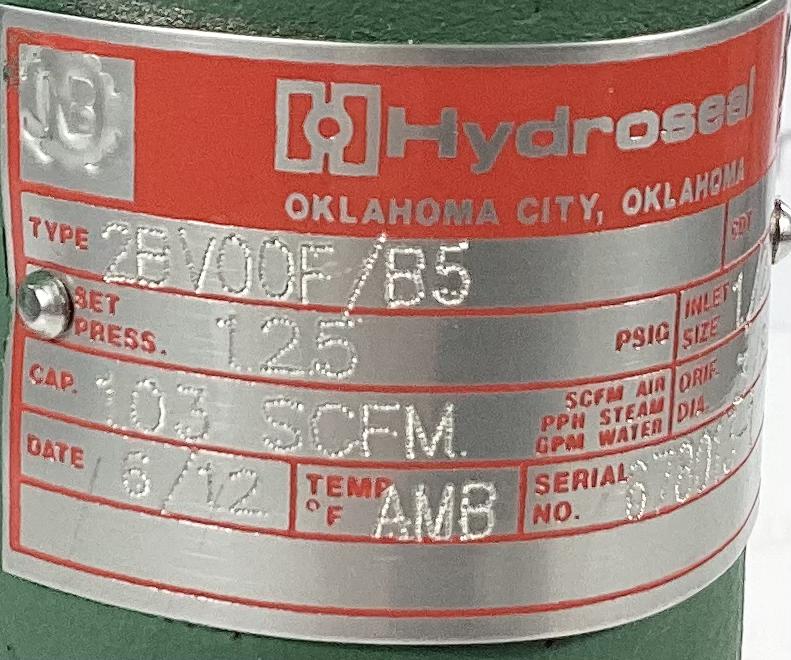 UB
Hydroseal
OKLAHOMA CITY, OKLAHOMA
TYPE 2BV00F/B5
SET PRESS. 125 PSIG INLET SIZE
CAP. 103 SCFM. SCFM AIR PPH STEAM GPM WATER ORIF. DIA.
DATE 6/12 TEMP °F AMB SERIAL NO.